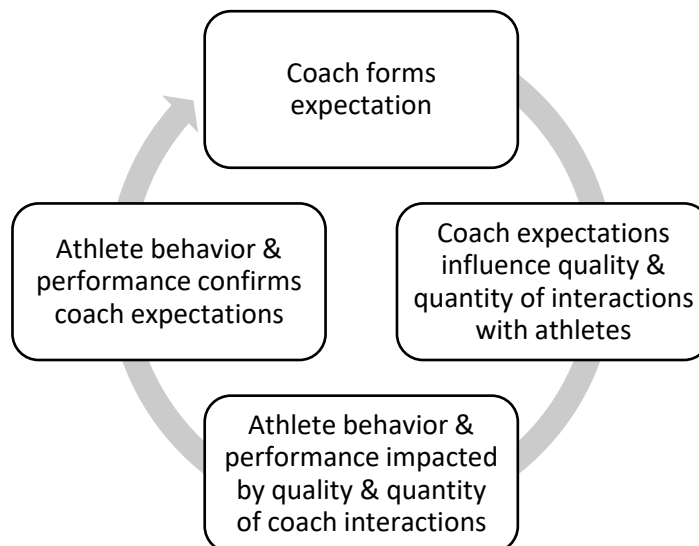 Coach forms
expectation
Coach expectations
influence quality &
quantity of interactions
with athletes
Athlete behavior &
performance impacted
by quality & quantity
of coach interactions
Athlete behavior &
performance confirms
coach expectations